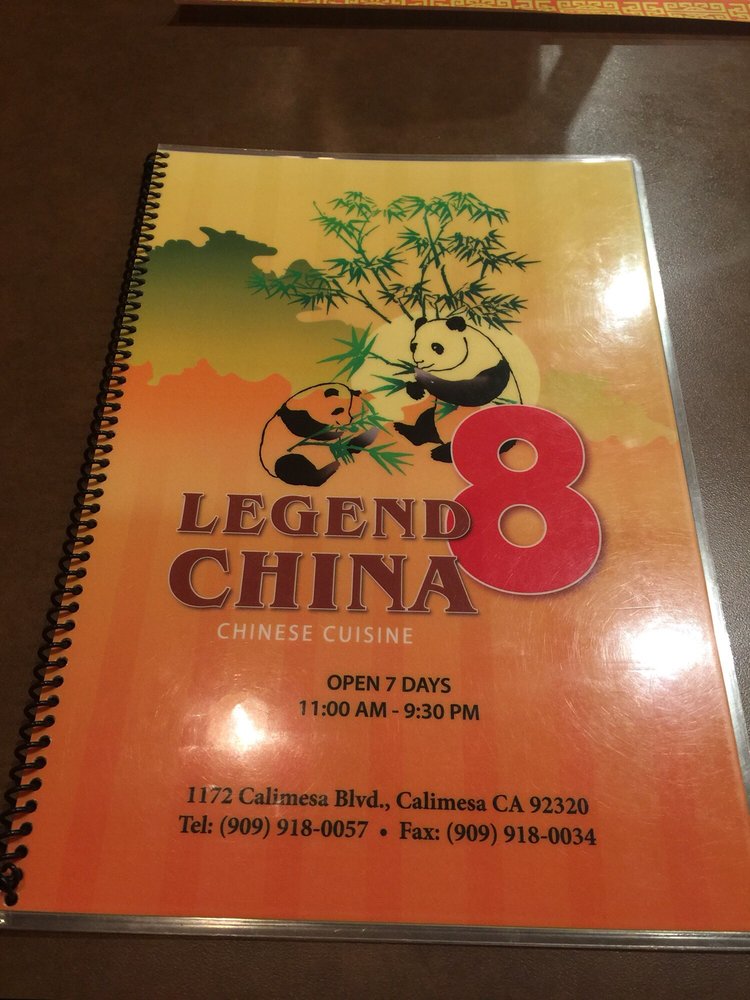 LEGEND 8
CHINA
CHINESE CUISINE
OPEN 7 DAYS
11:00 AM - 9:30 PM
1172 Calimesa Blvd., Calimesa CA 92320
Tel: (909) 918-0057 • Fax: (909) 918-0034